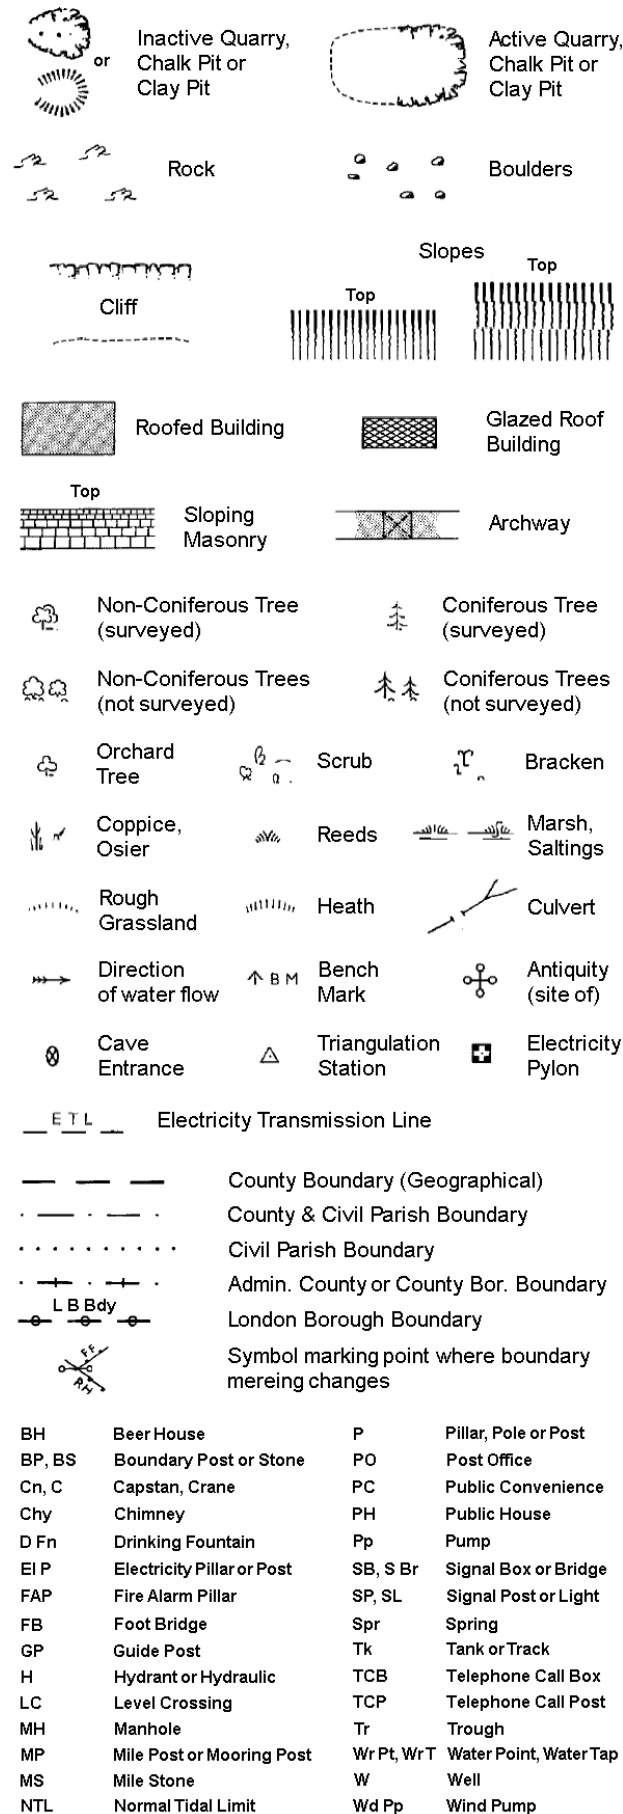 or
Inactive Quarry,
Chalk Pit or
Clay Pit
Active Quarry,
Chalk Pit or
Clay Pit
Rock
Boulders
Cliff
Slopes
Top
Top
Roofed Building
Glazed Roof
Building
Top
Sloping
Masonry
Archway
Non-Coniferous Tree
(surveyed)
Coniferous Tree
(surveyed)
Non-Coniferous Trees
(not surveyed)
Coniferous Trees
(not surveyed)
Orchard
Tree
Scrub
Bracken
Coppice,
Osier
Reeds
Marsh,
Saltings
Rough
Grassland
Heath
Culvert
Direction
of water flow
B M
Bench
Mark
Antiquity
(site of)
Cave
Entrance
Triangulation
Station
Electricity
Pylon
E T L
Electricity Transmission Line
County Boundary (Geographical)
County & Civil Parish Boundary
Civil Parish Boundary
Admin. County or County Bor. Boundary
L B Bdy
London Borough Boundary
FF.
RH
Symbol marking point where boundary
mereing changes
BH Beer House P Pillar, Pole or Post
BP, BS Boundary Post or Stone PO Post Office
Cn, C Capstan, Crane PC Public Convenience
Chy Chimney PH Public House
D Fn Drinking Fountain Pp Pump
El P Electricity Pillar or Post SB, S Br Signal Box or Bridge
FAP Fire Alarm Pillar SP, SL Signal Post or Light
FB Foot Bridge Spr Spring
GP Guide Post Tk Tank or Track
H Hydrant or Hydraulic TCB Telephone Call Box
LC Level Crossing TCP Telephone Call Post
MH Manhole Tr Trough
MP Mile Post or Mooring Post Wr Pt, Wr T Water Point, Water Tap
MS Mile Stone W Well
NTL Normal Tidal Limit Wd Pp Wind Pump